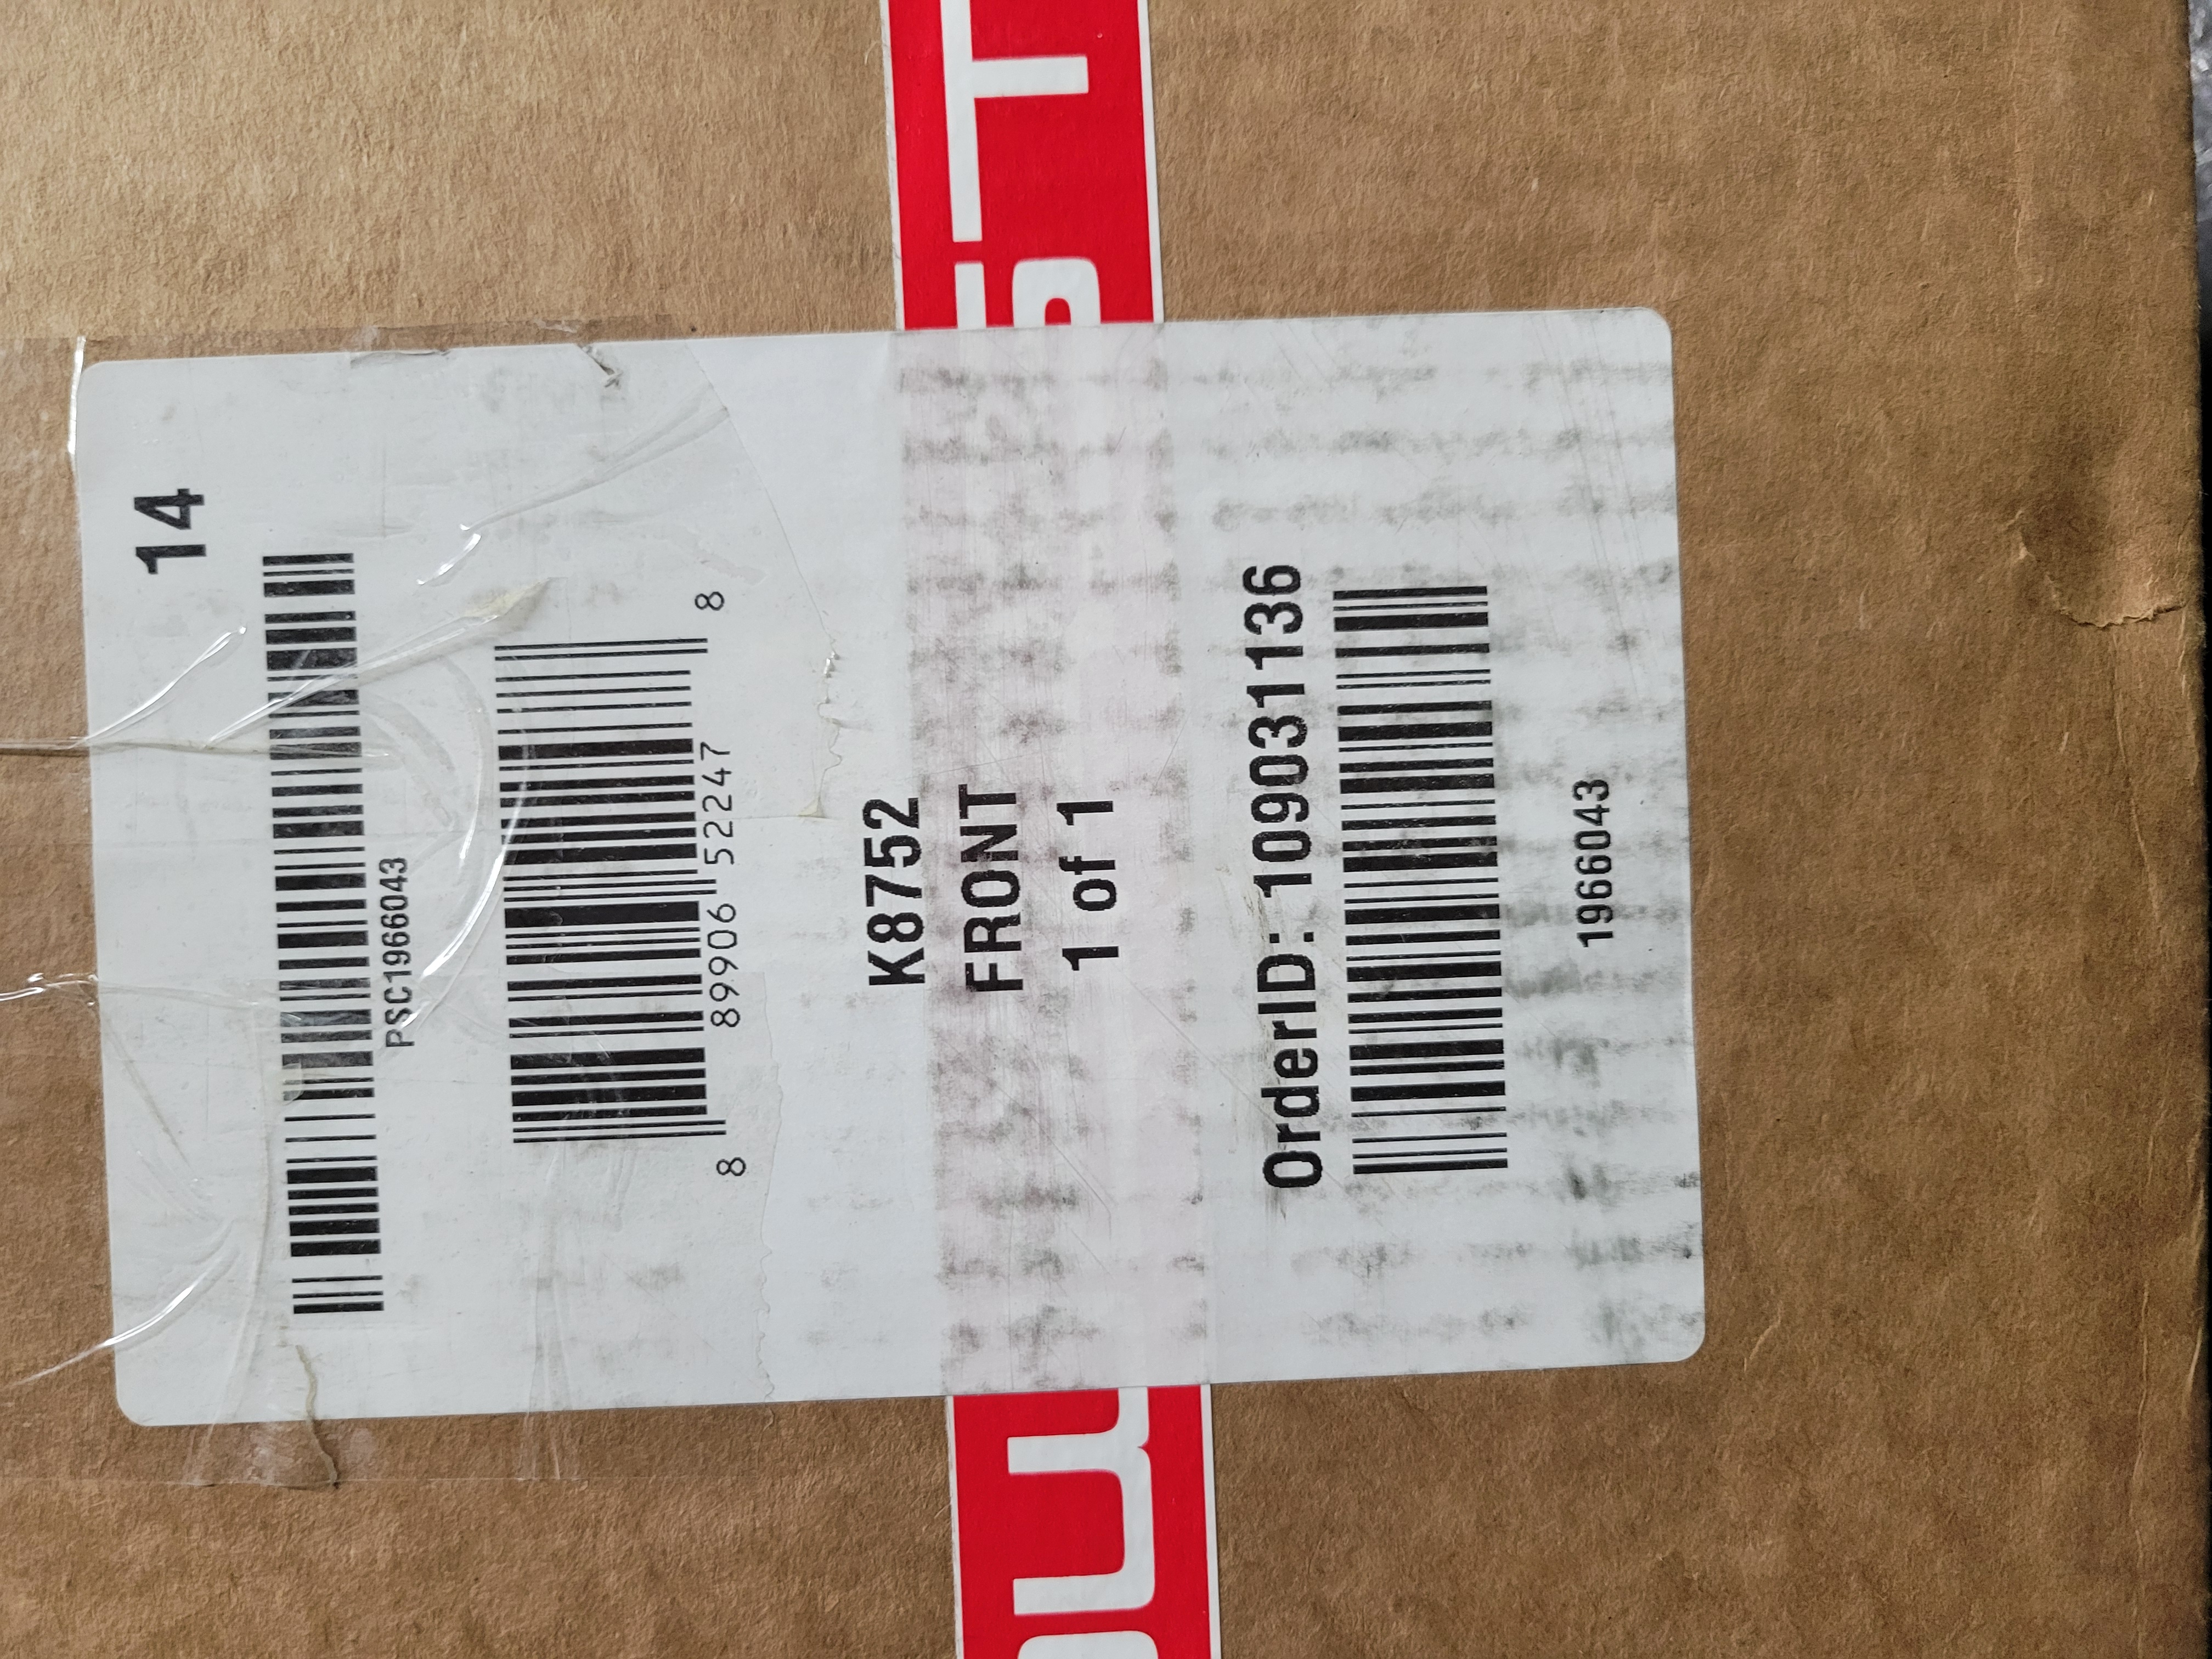 14
PSC1966043
8 89906 52247 8
K8752
FRONT
1 of 1
OrderID: 109031136
1966043